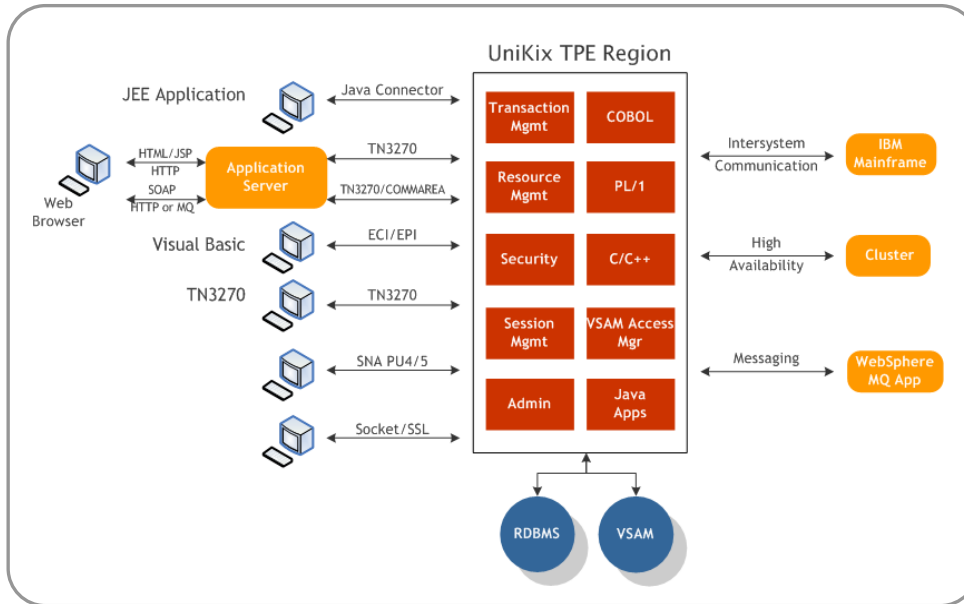 UniKix TPE Region
JEE Application
Java Connector
Web
Browser
HTML/JSP
HTTP
SOAP
HTTP or MQ
Application
Server
TN3270
TN3270/COMMAREA
Visual Basic
ECI/EPI
TN3270
TN3270
SNA PU4/5
Socket/SSL
Transaction
Mgmt
COBOL
Resource
Mgmt
PL/1
Security
C/C++
Session
Mgmt
VSAM Access
Mgr
Admin
Java
Apps
Intersystem
Communication
IBM
Mainframe
High
Availability
Cluster
Messaging
WebSphere
MQ App
RDBMS
VSAM